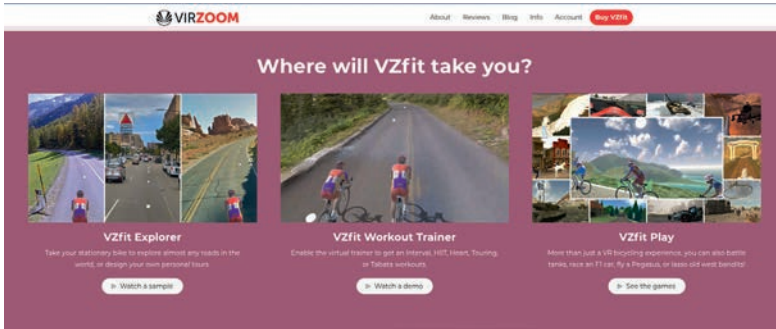 VIRZOOM
About Reviews Blog Info Account Buy VZfit
Where will VZfit take you?
VZfit Explorer
Take your stationary bike to explore almost any roads in the
world, or design your own personal tours
Watch a sample
VZfit Workout Trainer
Enable the virtual trainer to get an Interval, HIIT, Heart, Touring,
or Tabata workouts
Watch a demo
VZfit Play
More than just a VR bicycling experience, you can also battle
tanks, race an F1 car, fly a Pegasus, or lasso old west bandits!
See the games